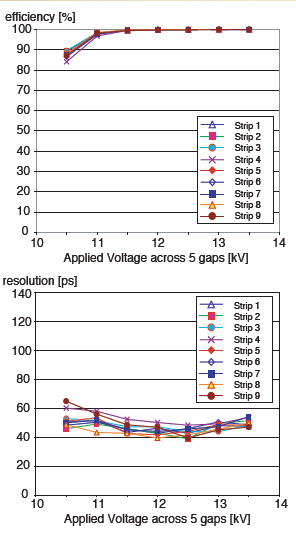 efficiency [%]
100
90
80
70
60
50
40
30
20
10
0
Strip 1
Strip 2
Strip 3
Strip 4
Strip 5
Strip 6
Strip 7
Strip 8
Strip 9
10 11 12 13 14
Applied Voltage across 5 gaps [kV]
resolution [ps]
140
120
100
80
60
40
20
0
Strip 1
Strip 2
Strip 3
Strip 4
Strip 5
Strip 6
Strip 7
Strip 8
Strip 9
10 11 12 13 14
Applied Voltage across 5 gaps [kV]